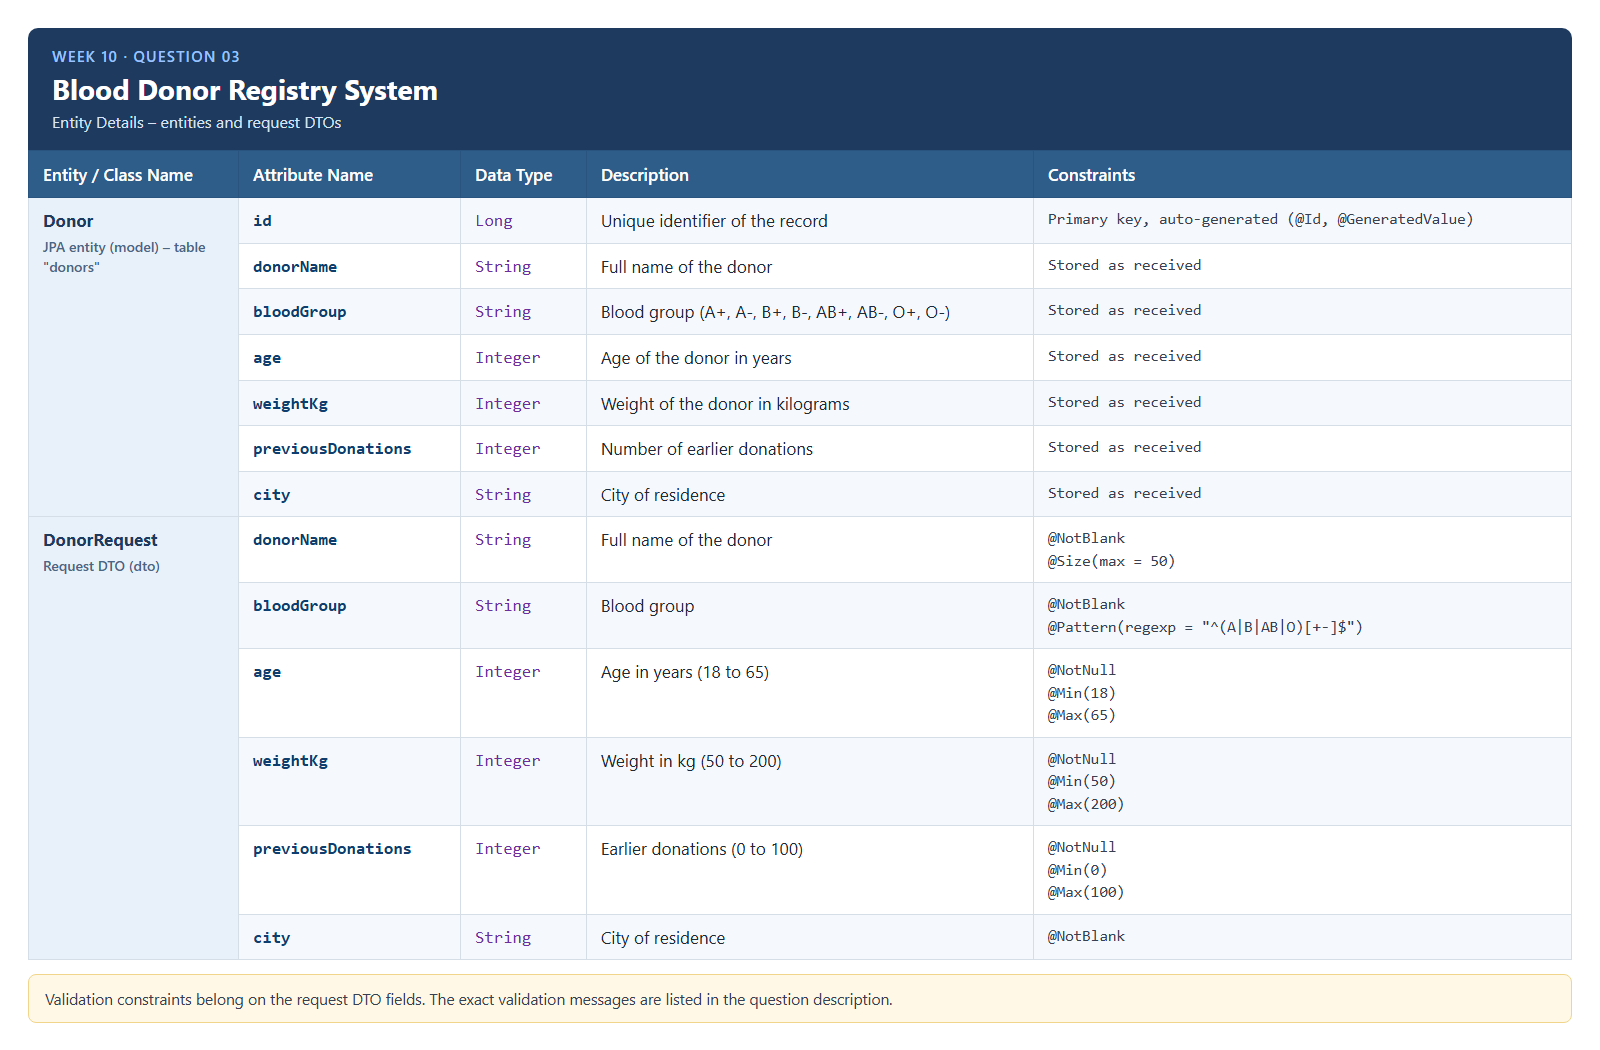 WEEK 10 · QUESTION 03
Blood Donor Registry System
Entity Details – entities and request DTOs
Entity / Class Name Attribute Name Data Type Description Constraints
Donor id Long Unique identifier of the record Primary key, auto-generated (@Id, @GeneratedValue)
JPA entity (model) – table
"donors"
donorName String Full name of the donor Stored as received
bloodGroup String Blood group (A+, A-, B+, B-, AB+, AB-, O+, O-) Stored as received
age Integer Age of the donor in years Stored as received
weightKg Integer Weight of the donor in kilograms Stored as received
previousDonations Integer Number of earlier donations Stored as received
city String City of residence Stored as received
DonorRequest donorName String Full name of the donor @NotBlank
Request DTO (dto) @Size(max = 50)
bloodGroup String Blood group @NotBlank
@Pattern(regexp = "^(A|B|AB|O)[+-]$")
age Integer Age in years (18 to 65) @NotNull
@Min(18)
@Max(65)
weightKg Integer Weight in kg (50 to 200) @NotNull
@Min(50)
@Max(200)
previousDonations Integer Earlier donations (0 to 100) @NotNull
@Min(0)
@Max(100)
city String City of residence @NotBlank
Validation constraints belong on the request DTO fields. The exact validation messages are listed in the question description.